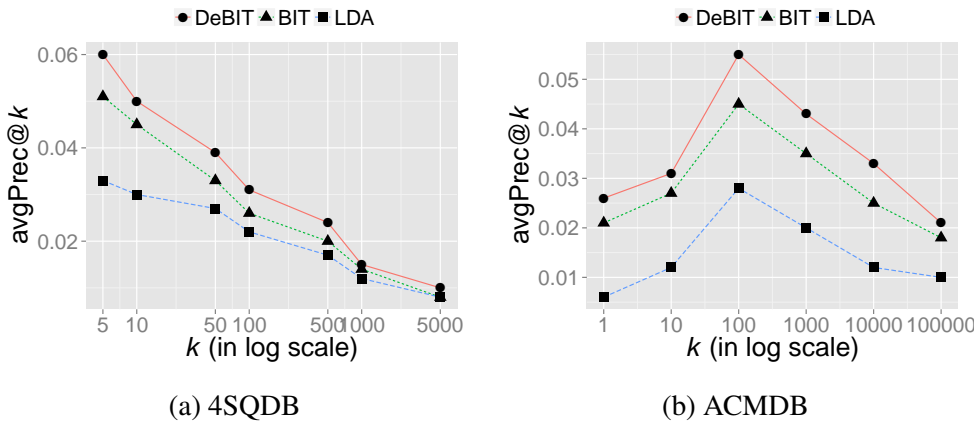 DeBIT BIT LDA
avgPrec@k
0.06
0.04
0.02
5 10 50 100 500 1000 5000
k (in log scale)
(a) 4SQDB
DeBIT BIT LDA
avgPrec@k
0.05
0.04
0.03
0.02
0.01
1 10 100 1000 10000 100000
k (in log scale)
(b) ACMDB